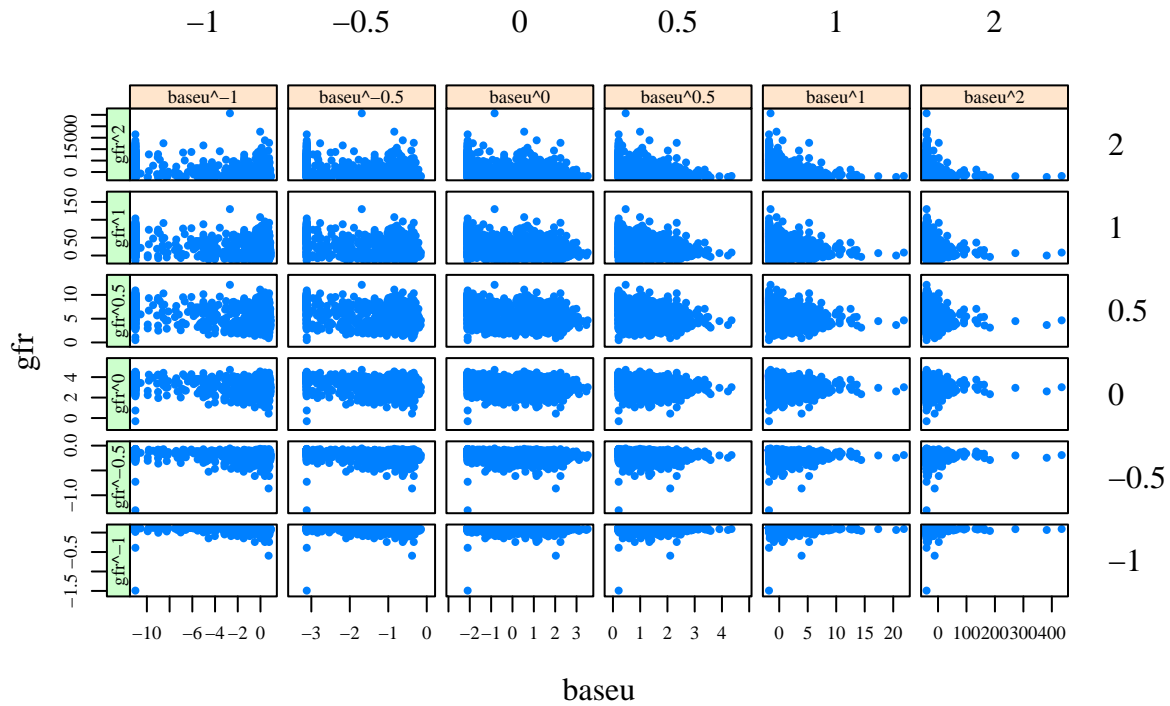 −1 −0.5 0 0.5 1 2
baseu^−1 baseu^−0.5 baseu^0 baseu^0.5 baseu^1 baseu^2
gfr^2
0 15000
2
gfr^1
0 50 150
1
gfr^0.5
0 5 10
0.5
gfr
gfr^0
0 2 4
0
gfr^−0.5
−1.0 0.0
−0.5
gfr^−1
−1.5 −0.5
−1
−10 −6 −4 −2 0 −3 −2 −1 0 −2 −1 0 1 2 3 0 1 2 3 4 0 5 10 15 20 0 100 200 300 400
baseu